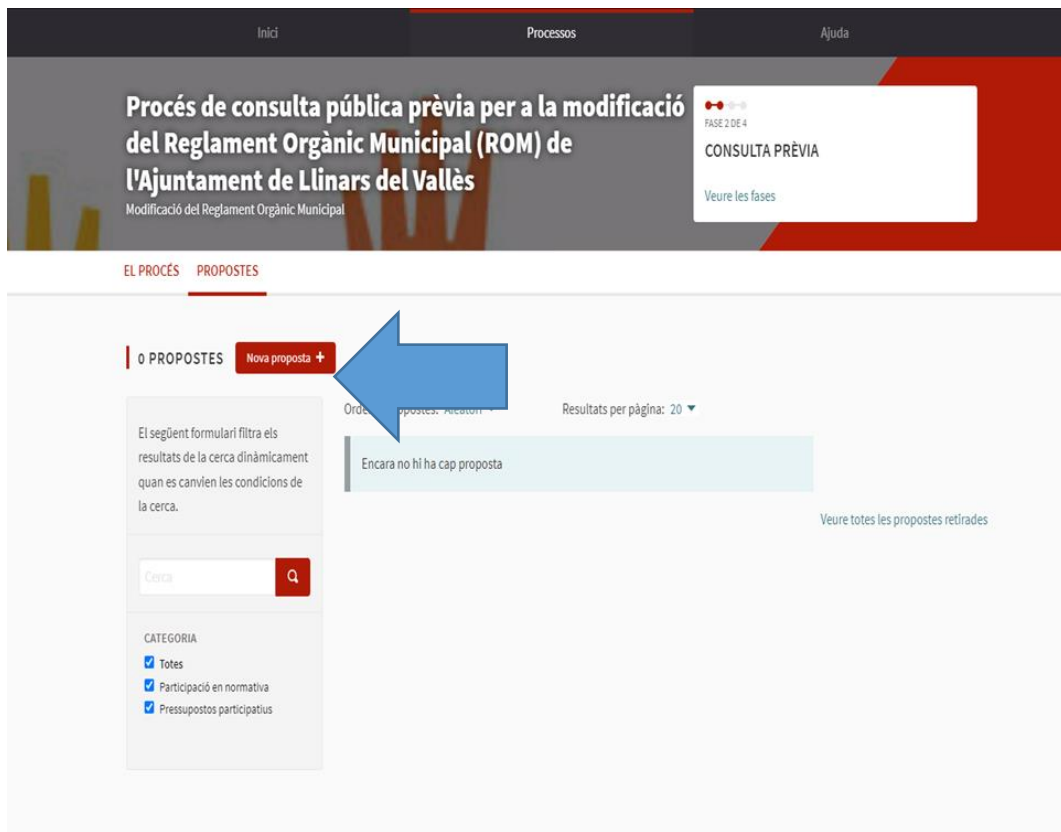 Inici
Processos
Ajuda
Procés de consulta pública prèvia per a la modificació
del Reglament Orgànic Municipal (ROM) de
l'Ajuntament de Llinars del Vallès
Modificació del Reglament Orgànic Municipal
FASE 2 DE 4
CONSULTA PRÈVIA
Veure les fases
EL PROCÉS
PROPOSTES
0 PROPOSTES
Nova proposta +
Resultats per pàgina: 20
El següent formulari filtra els
resultats de la cerca dinàmicament
quan es canvien les condicions de
la cerca.
Encara no hi ha cap proposta
Veure totes les propostes retirades
Cerca
CATEGORIA
Totes
Participació en normativa
Pressupostos participatius